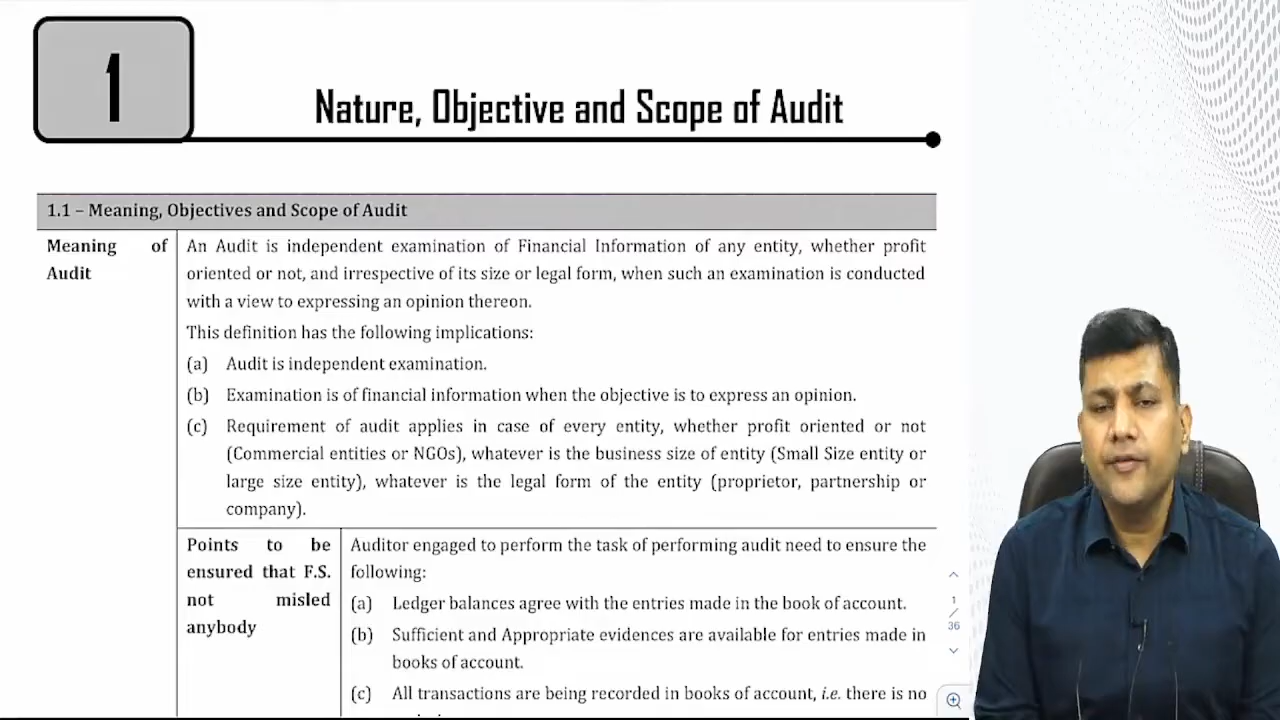 1
Nature, Objective and Scope of Audit
1.1 – Meaning, Objectives and Scope of Audit
Meaning of
Audit
An Audit is independent examination of Financial Information of any entity, whether profit
oriented or not, and irrespective of its size or legal form, when such an examination is conducted
with a view to expressing an opinion thereon.
This definition has the following implications:
(a) Audit is independent examination.
(b) Examination is of financial information when the objective is to express an opinion.
(c) Requirement of audit applies in case of every entity, whether profit oriented or not
(Commercial entities or NGOs), whatever is the business size of entity (Small Size entity or
large size entity), whatever is the legal form of the entity (proprietor, partnership or
company).
Points to be
ensured that F.S.
not misled
anybody
Auditor engaged to perform the task of performing audit need to ensure the
following:
(a) Ledger balances agree with the entries made in the book of account.
(b) Sufficient and Appropriate evidences are available for entries made in
books of account.
(c) All transactions are being recorded in books of account, i.e. there is no
1
/
36